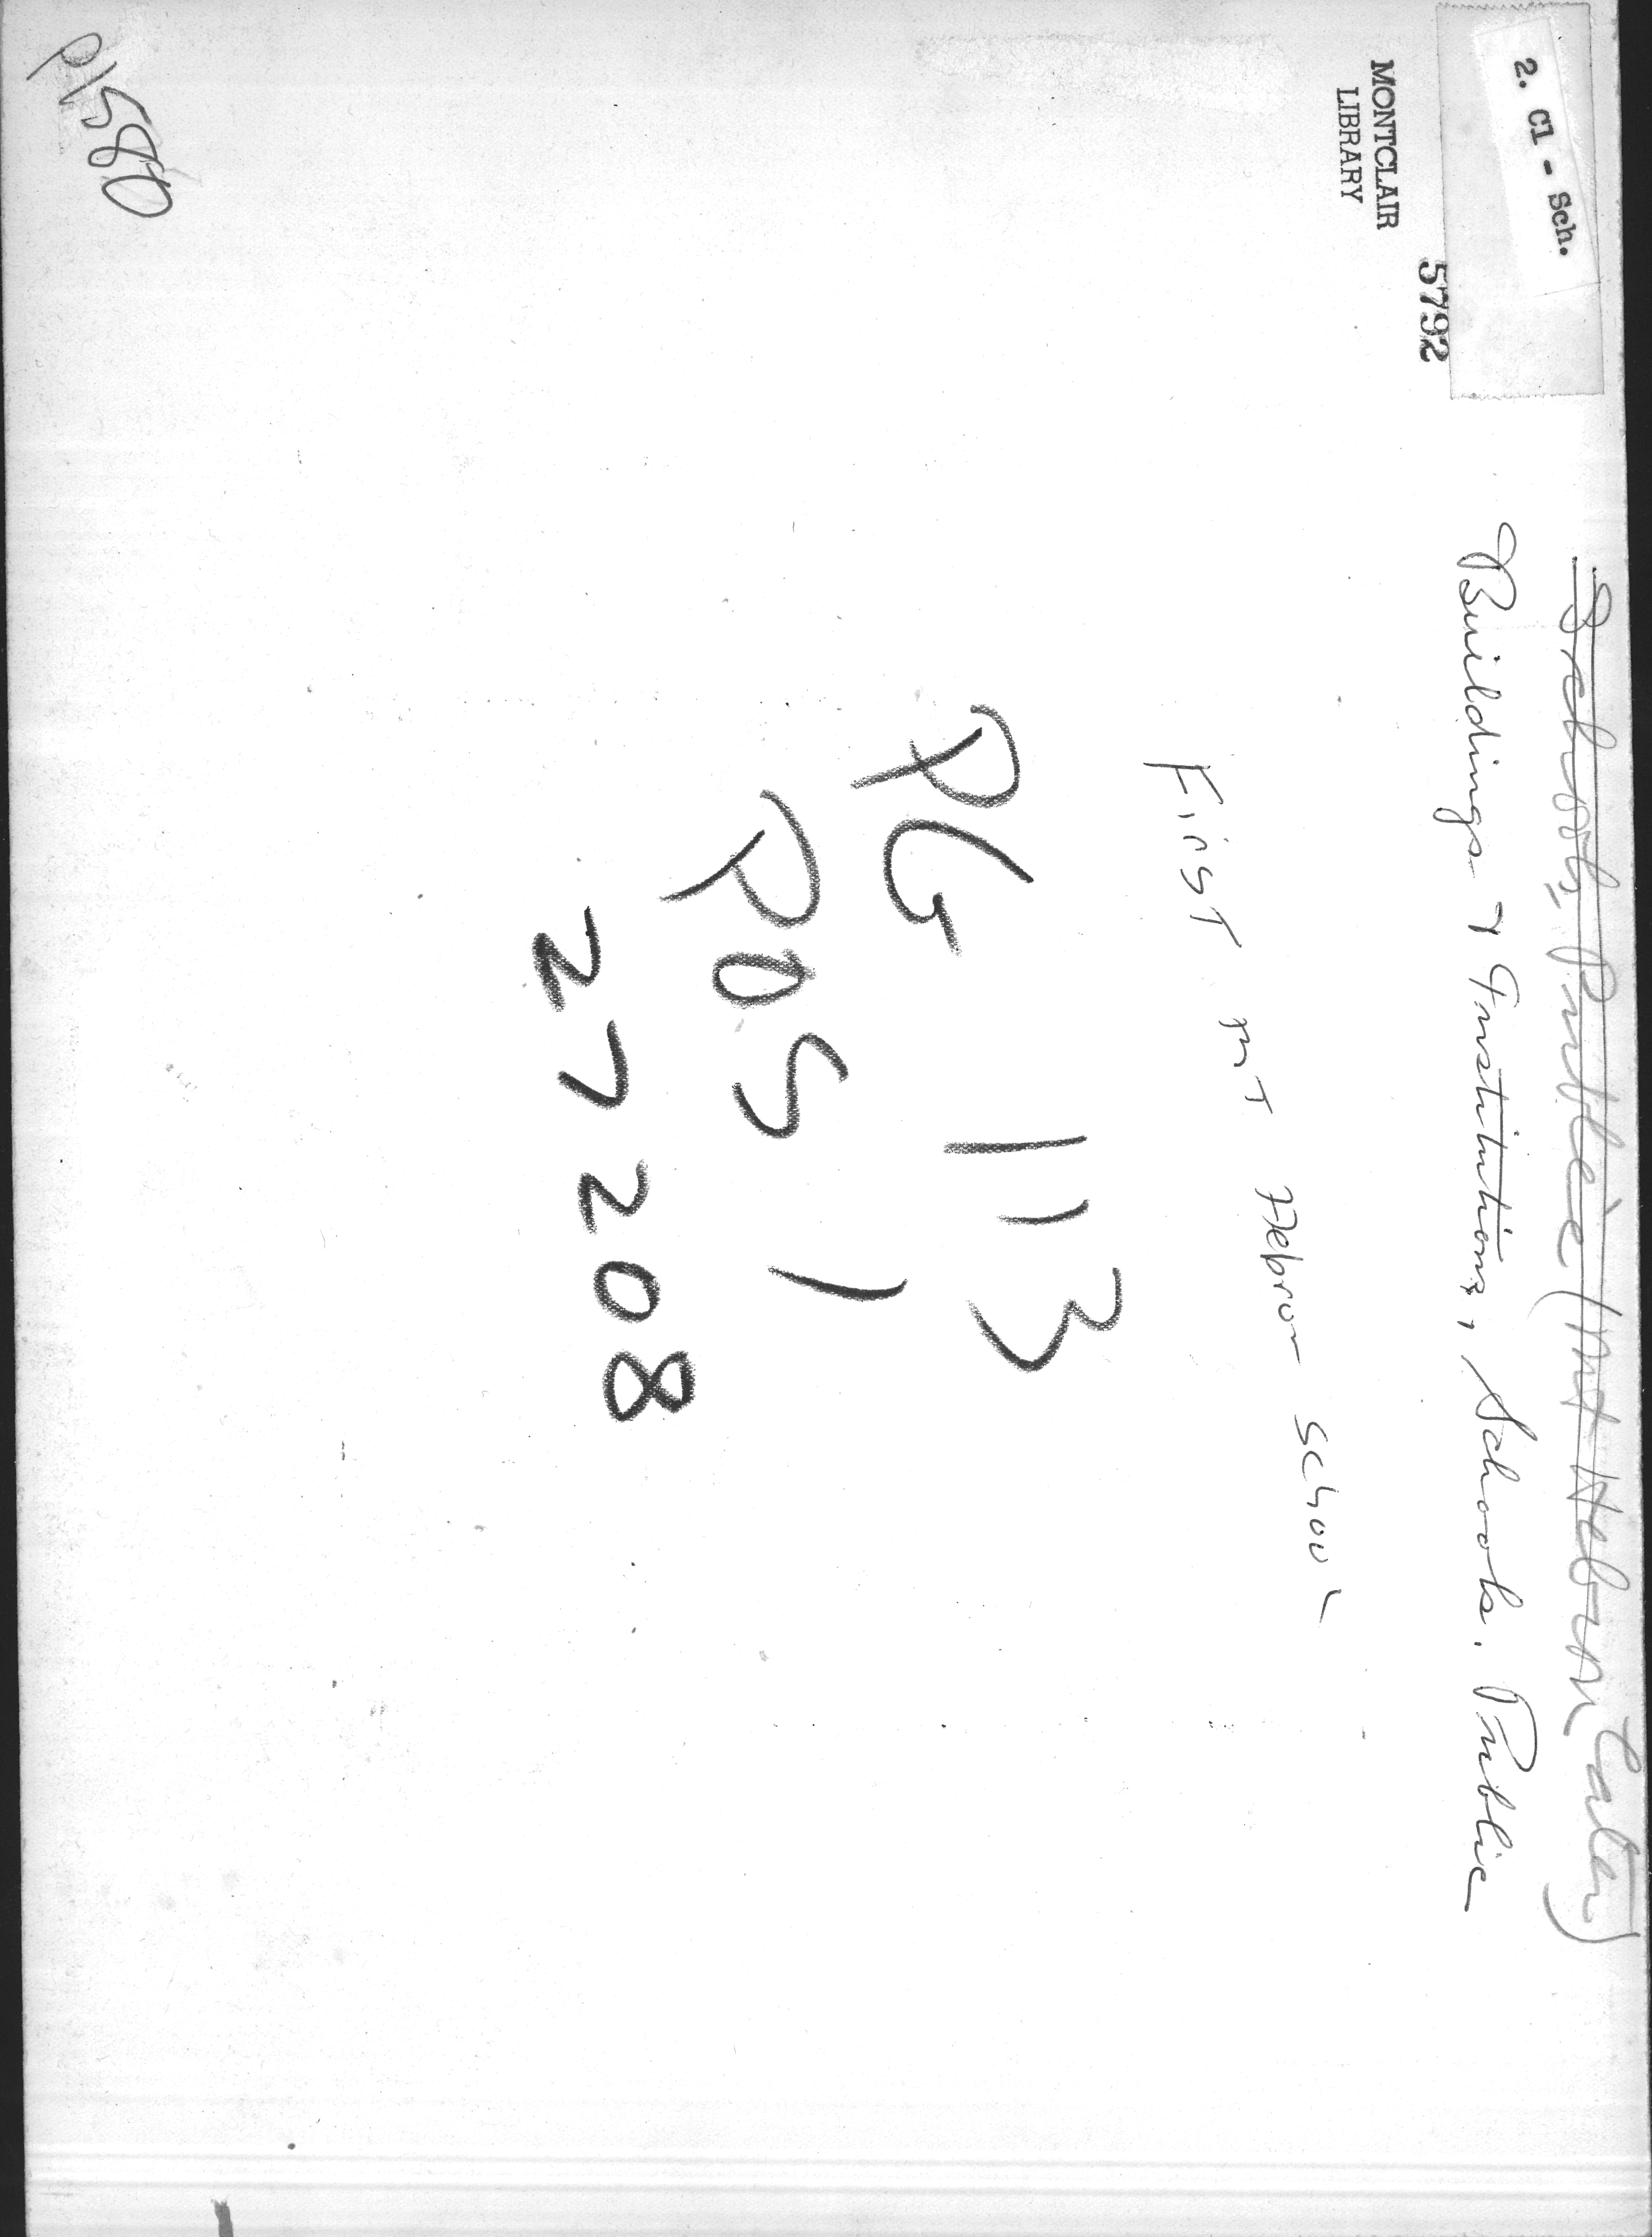 2. Cl - Sch.
Schools, Public (Mt Hebron Early)
Buildings & Institutions, Schools. Public
5792
MONTCLAIR
LIBRARY
First mt Hebron School
PG 113
POS 1
27208
p1580